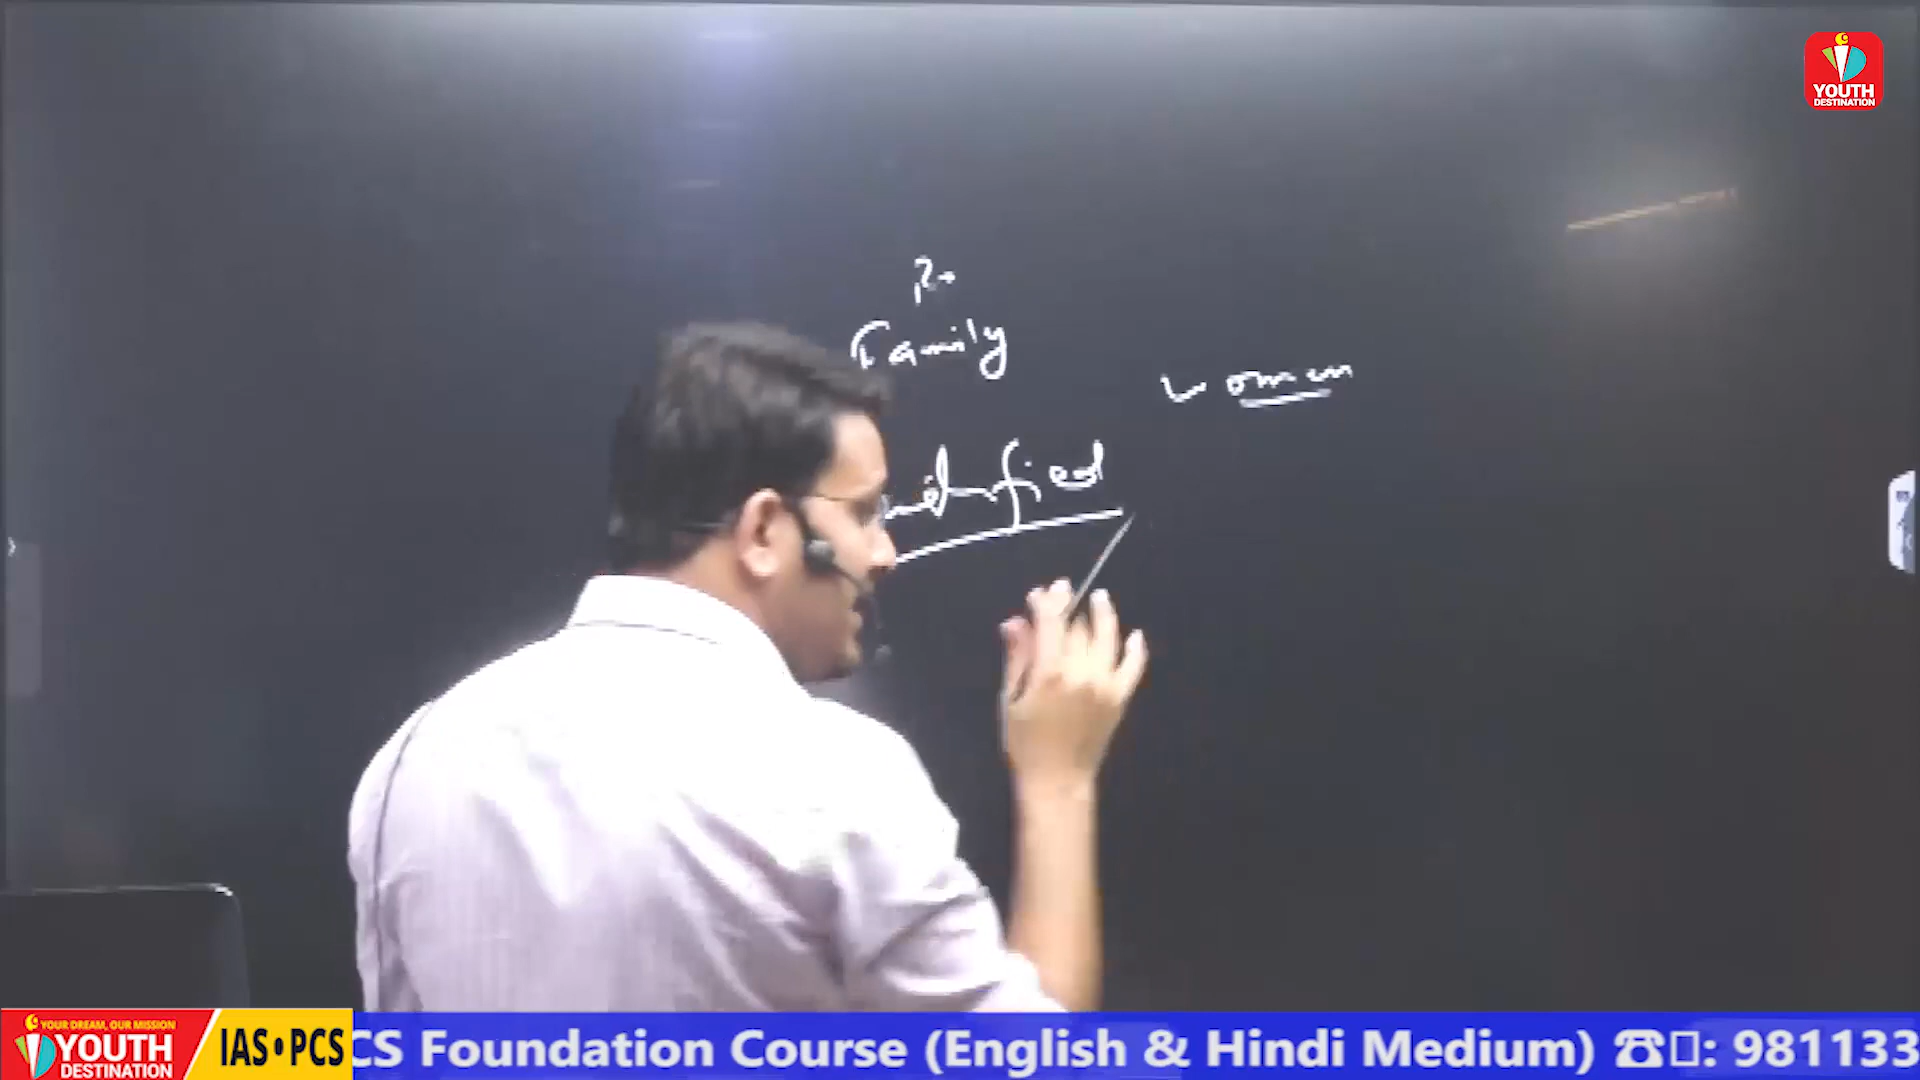 YOUTH
DESTINATION
Family
women
YOUR DREAM, OUR MISSION
YOUTH
DESTINATION
IAS•PCS
CS Foundation Course (English & Hindi Medium) ☎: 981133